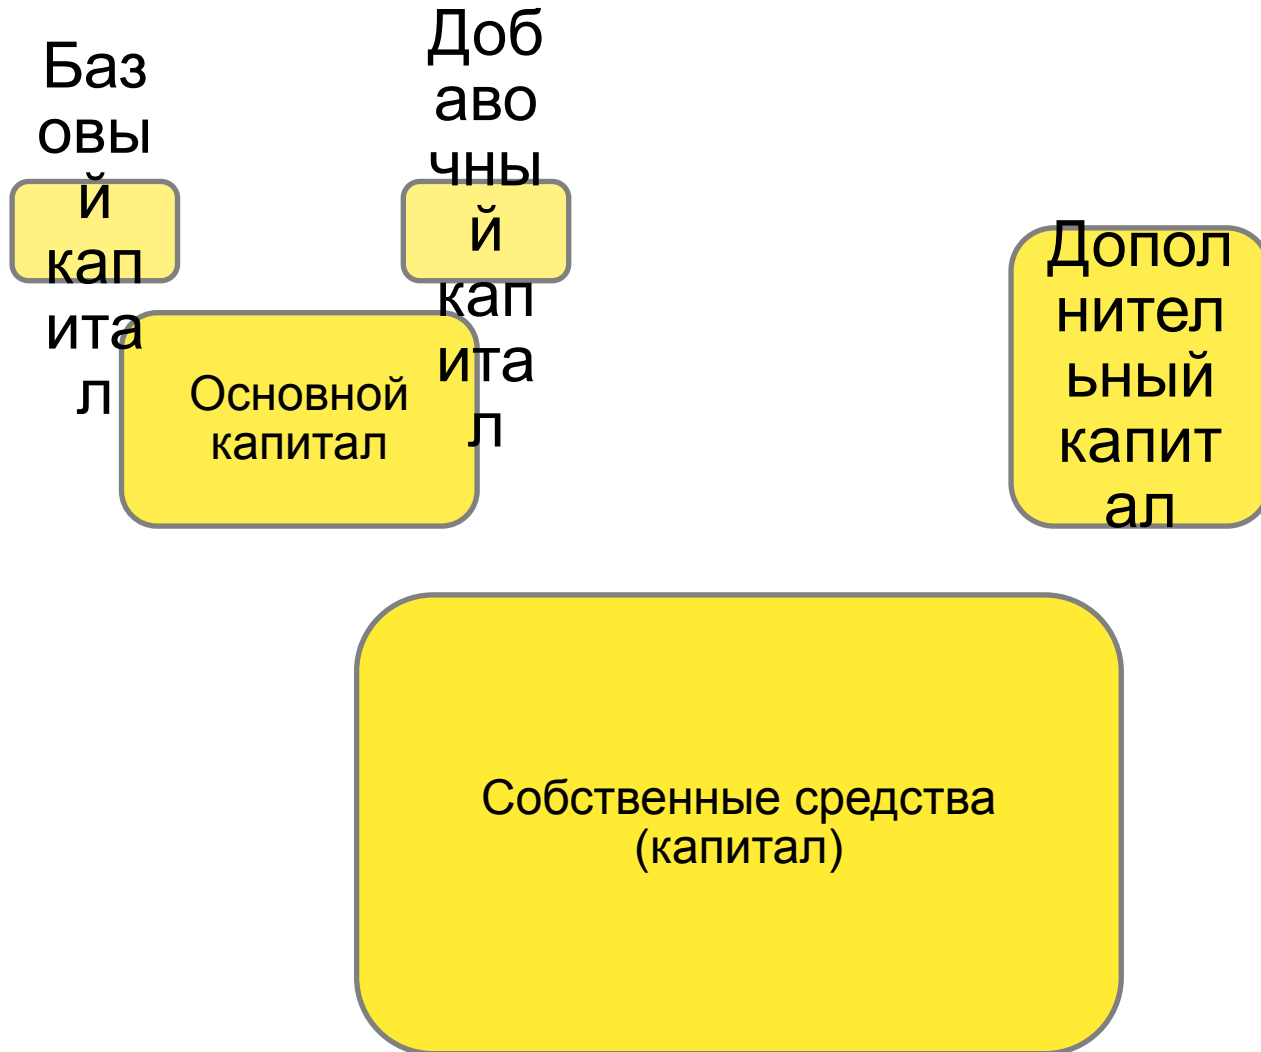 Баз
овы
й
кап
ита
л
Доб
аво
чны
й
кап
ита
л
Основной
капитал
Допол
нител
ьный
капит
ал
Собственные средства
(капитал)